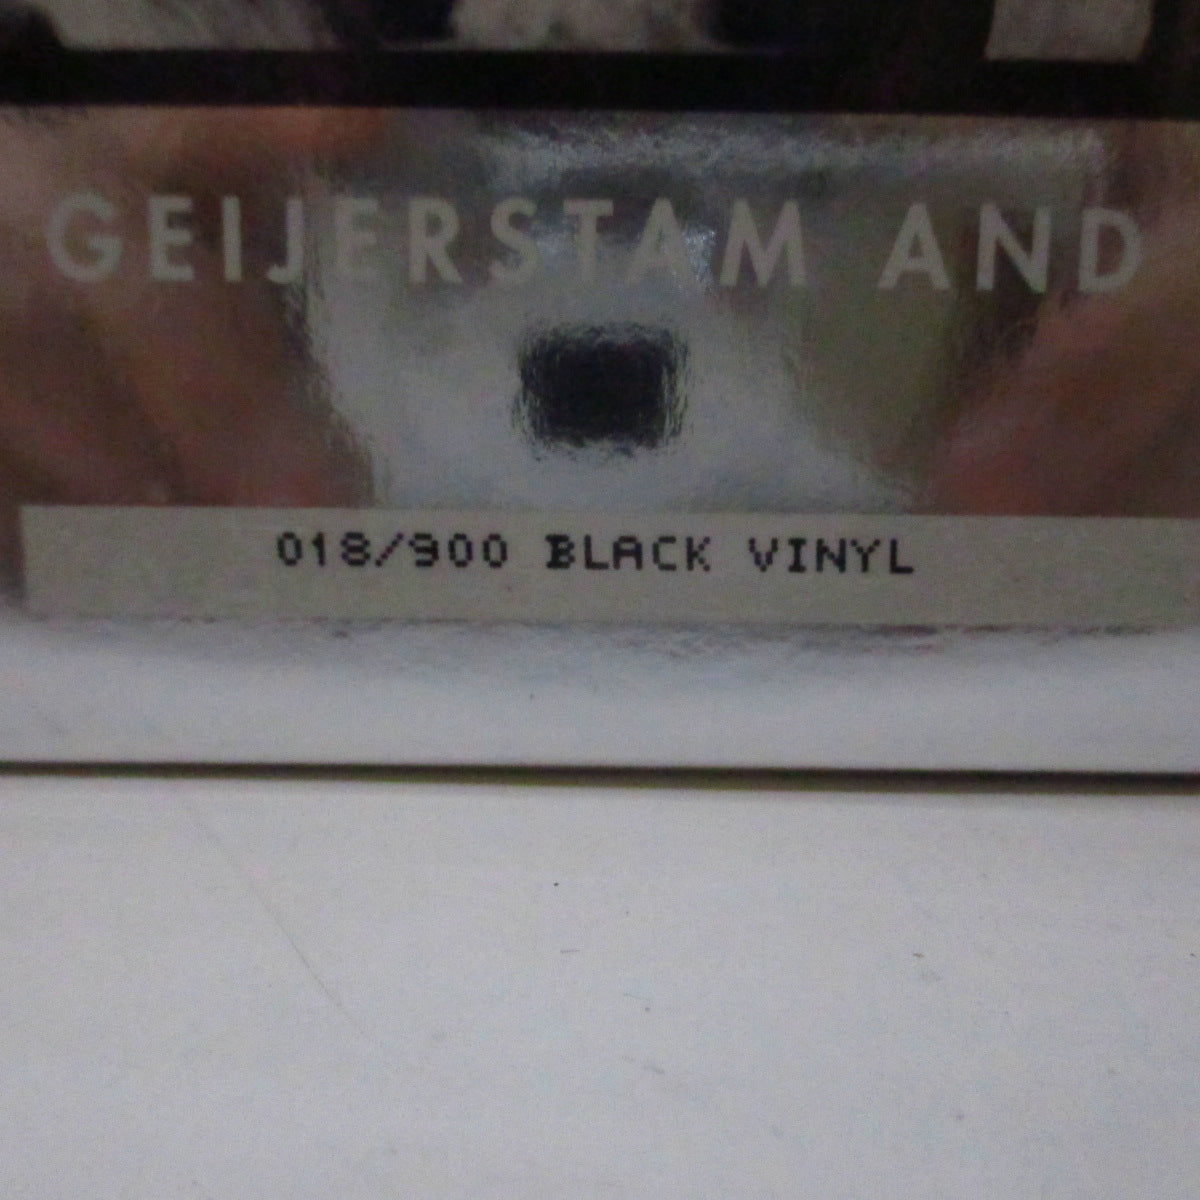 GEIJERSTAM AND
018/900 BLACK VINYL